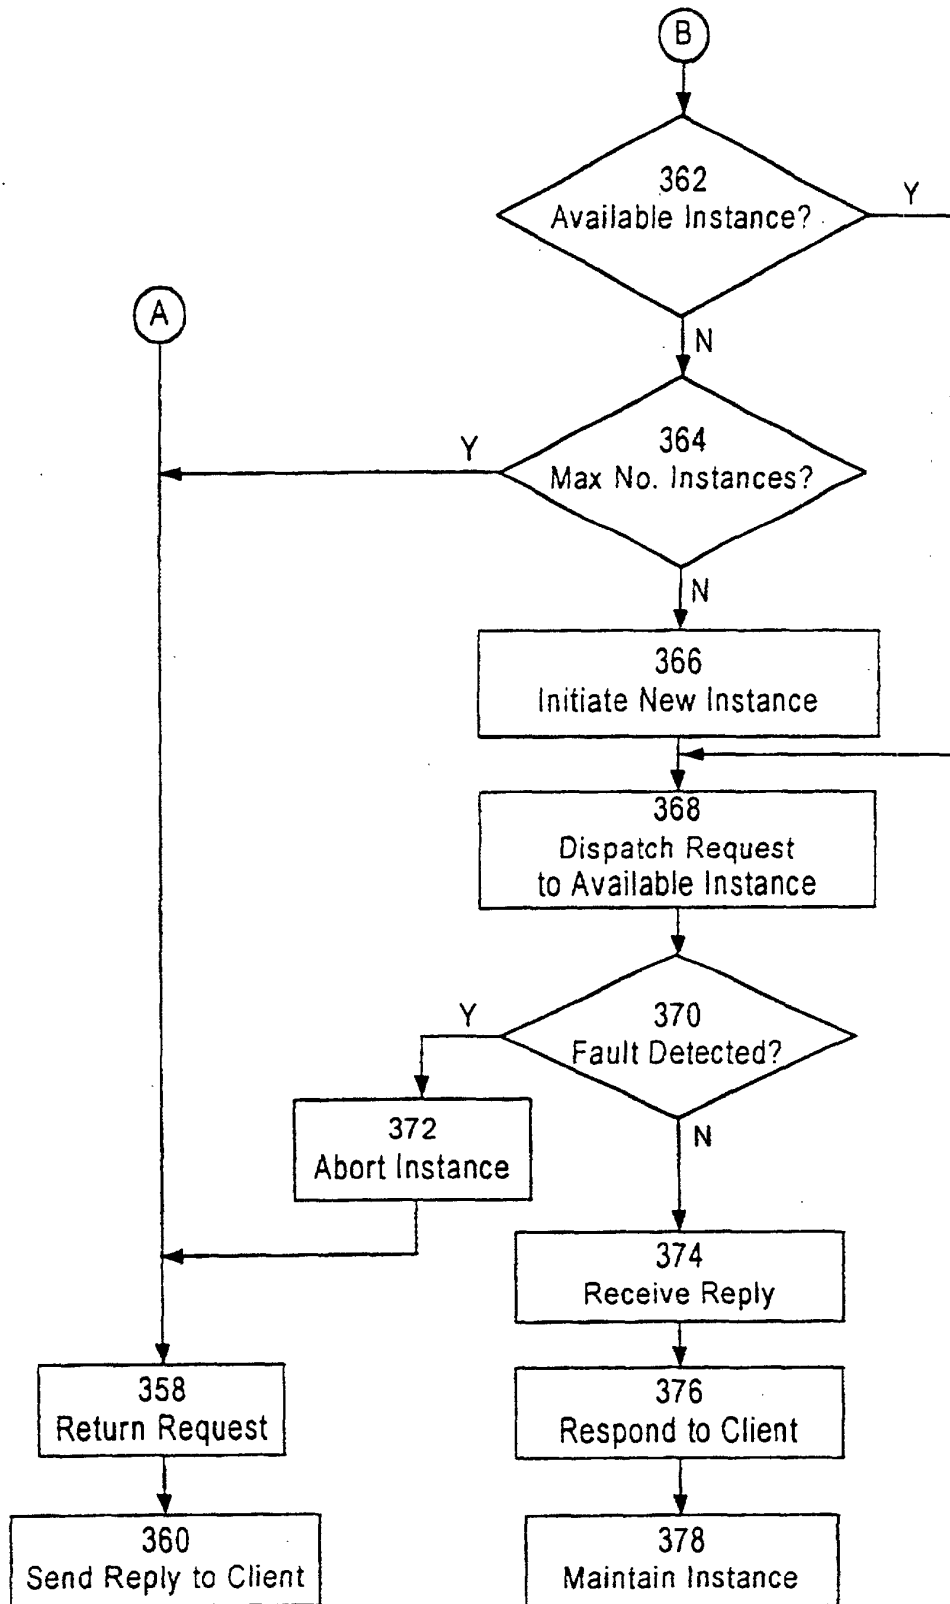 B
362
Available Instance?
Y
A
N
364
Max No. Instances?
Y
N
366
Initiate New Instance
368
Dispatch Request
to Available Instance
370
Fault Detected?
Y
N
372
Abort Instance
374
Receive Reply
358
Return Request
376
Respond to Client
360
Send Reply to Client
378
Maintain Instance